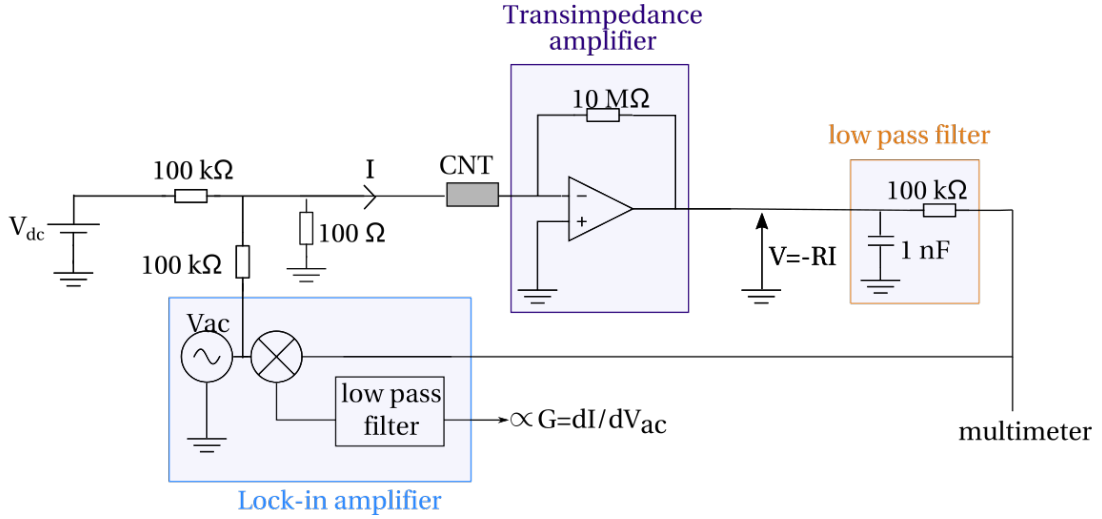 Transimpedance
amplifier
10 MΩ
low pass filter
100 kΩ
I
CNT
100 kΩ
−
+
V_dc
100 Ω
100 kΩ
V=-RI
1 nF
Vac
low pass
filter
∝ G=dI/dV_ac
multimeter
Lock-in amplifier